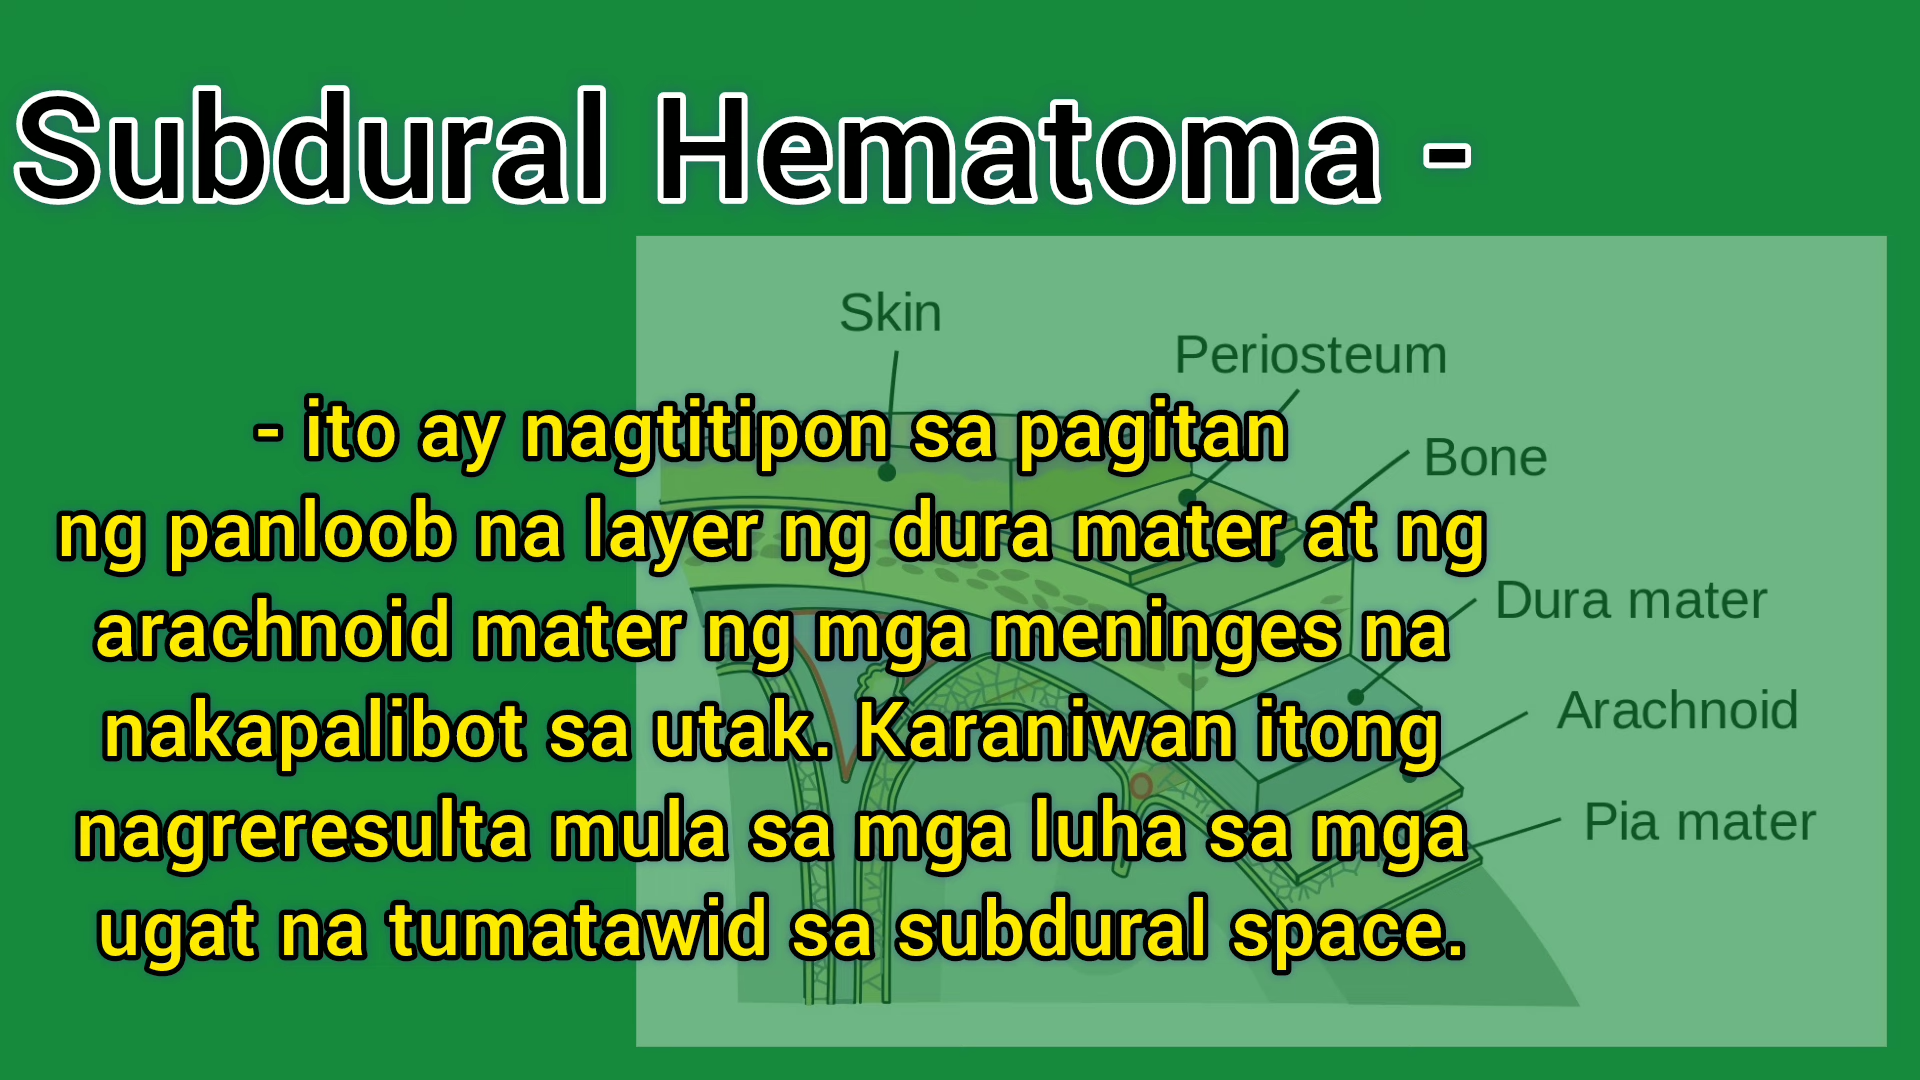 Subdural Hematoma -
Skin
Periosteum
Bone
Dura mater
Arachnoid
Pia mater
- ito ay nagtitipon sa pagitan
ng panloob na layer ng dura mater at ng
arachnoid mater ng mga meninges na
nakapalibot sa utak. Karaniwan itong
nagreresulta mula sa mga luha sa mga
ugat na tumatawid sa subdural space.